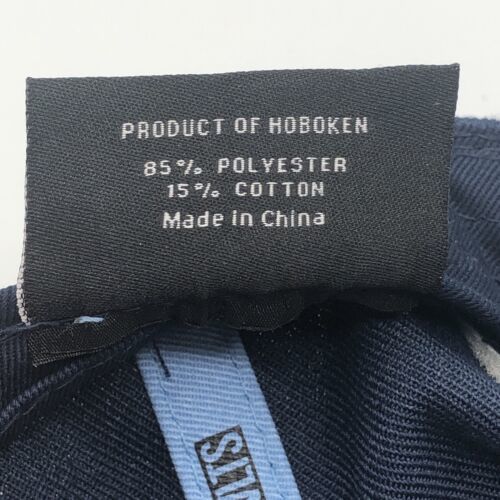 PRODUCT OF HOBOKEN
85% POLYESTER
15% COTTON
Made in China